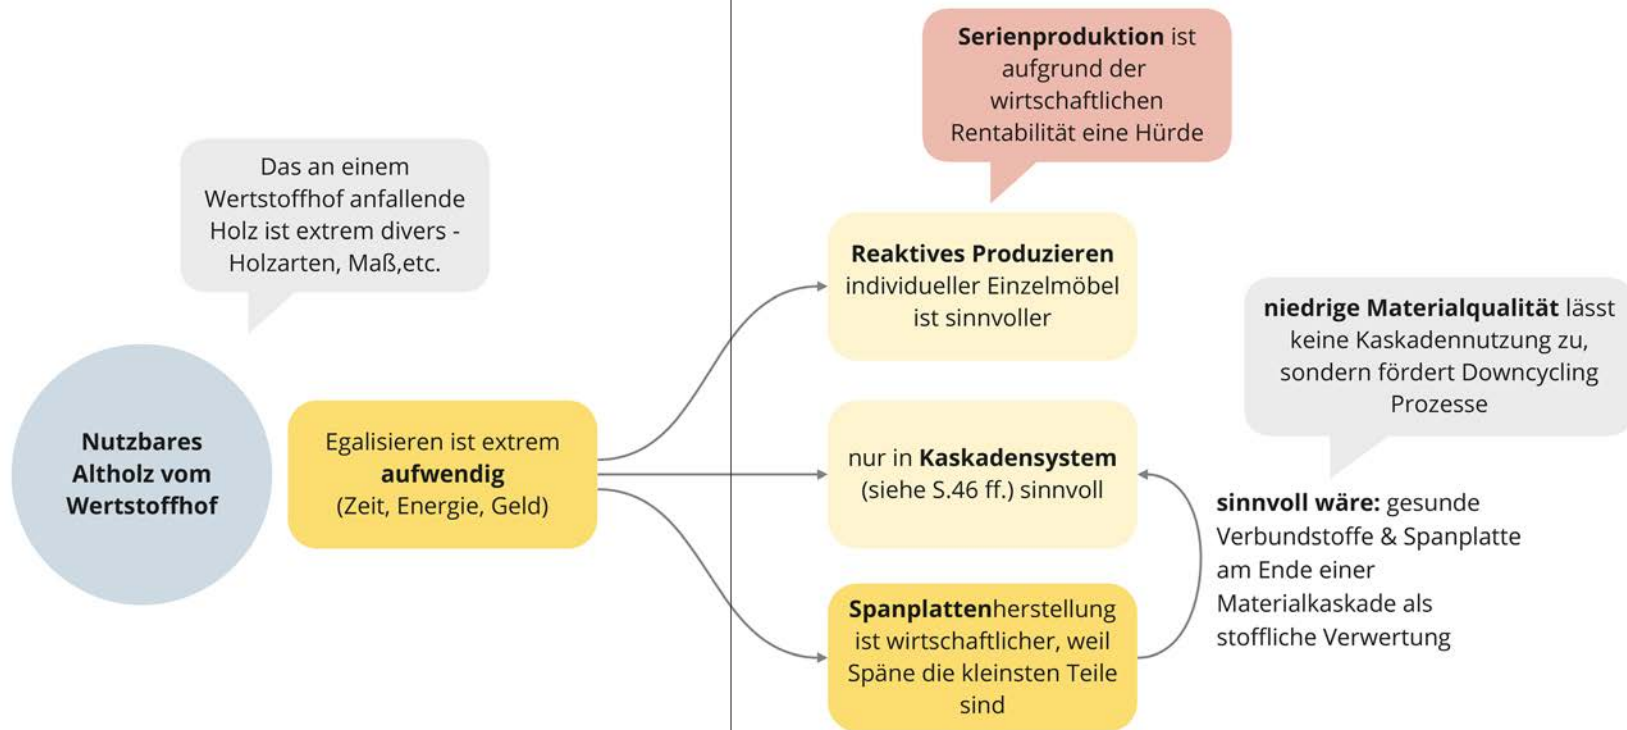 Das an einem
Wertstoffhof anfallende
Holz ist extrem divers -
Holzarten, Maß,etc.
Nutzbares
Altholz vom
Wertstoffhof
Egalisieren ist extrem
aufwendig
(Zeit, Energie, Geld)
Serienproduktion ist
aufgrund der
wirtschaftlichen
Rentabilität eine Hürde
Reaktives Produzieren
individueller Einzelmöbel
ist sinnvoller
nur in Kaskadensystem
(siehe S.46 ff.) sinnvoll
Spanplattenherstellung
ist wirtschaftlicher, weil
Späne die kleinsten Teile
sind
niedrige Materialqualität lässt
keine Kaskadennutzung zu,
sondern fördert Downcycling
Prozesse
sinnvoll wäre: gesunde
Verbundstoffe & Spanplatte
am Ende einer
Materialkaskade als
stoffliche Verwertung